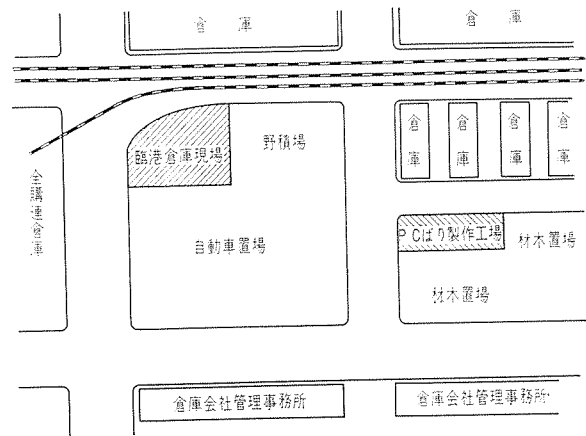 倉庫
倉庫
臨港倉庫現場
野積場
倉庫
倉庫
倉庫
倉庫
全購連倉庫
自動車置場
PCばり製作工場
材木置場
材木置場
倉庫会社管理事務所
倉庫会社管理事務所